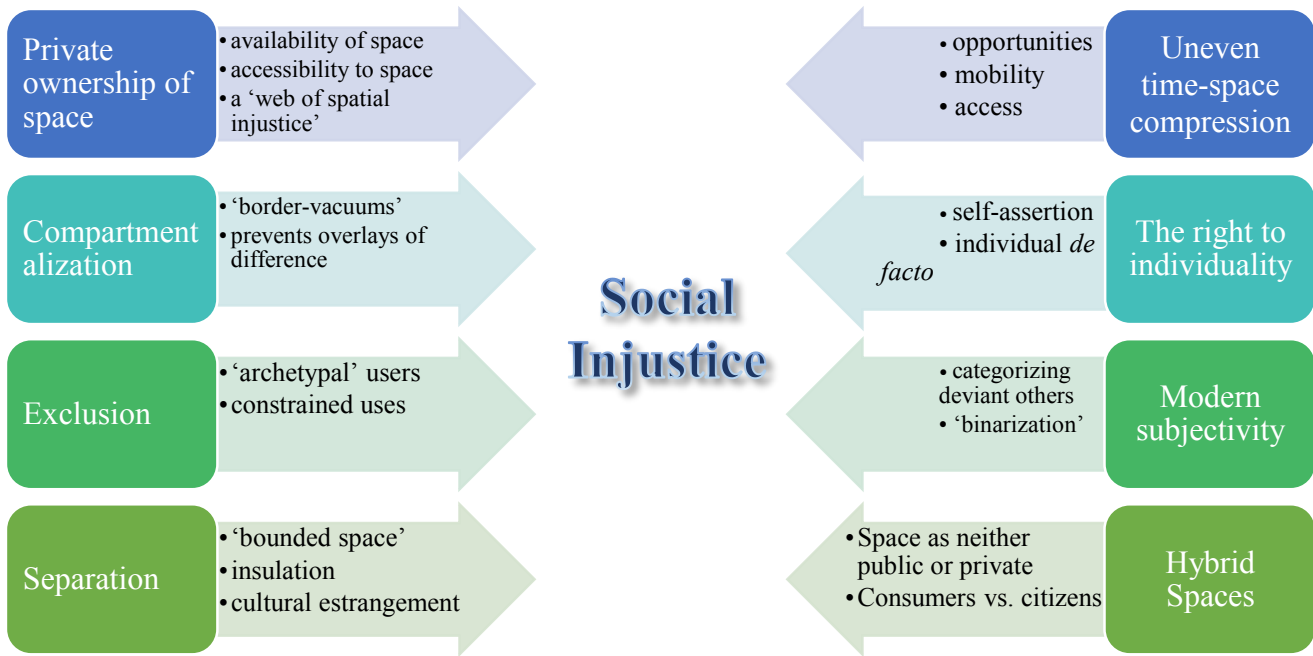 Private
ownership of
space
• availability of space
• accessibility to space
• a ‘web of spatial
injustice’
Compartment
alization
• ‘border-vacuums’
• prevents overlays of
difference
Exclusion
• ‘archetypal’ users
• constrained uses
Separation
• ‘bounded space’
• insulation
• cultural estrangement
Social
Injustice
• opportunities
• mobility
• access
Uneven
time-space
compression
• self-assertion
• individual de
facto
The right to
individuality
• categorizing
deviant others
• ‘binarization’
Modern
subjectivity
• Space as neither
public or private
• Consumers vs. citizens
Hybrid
Spaces